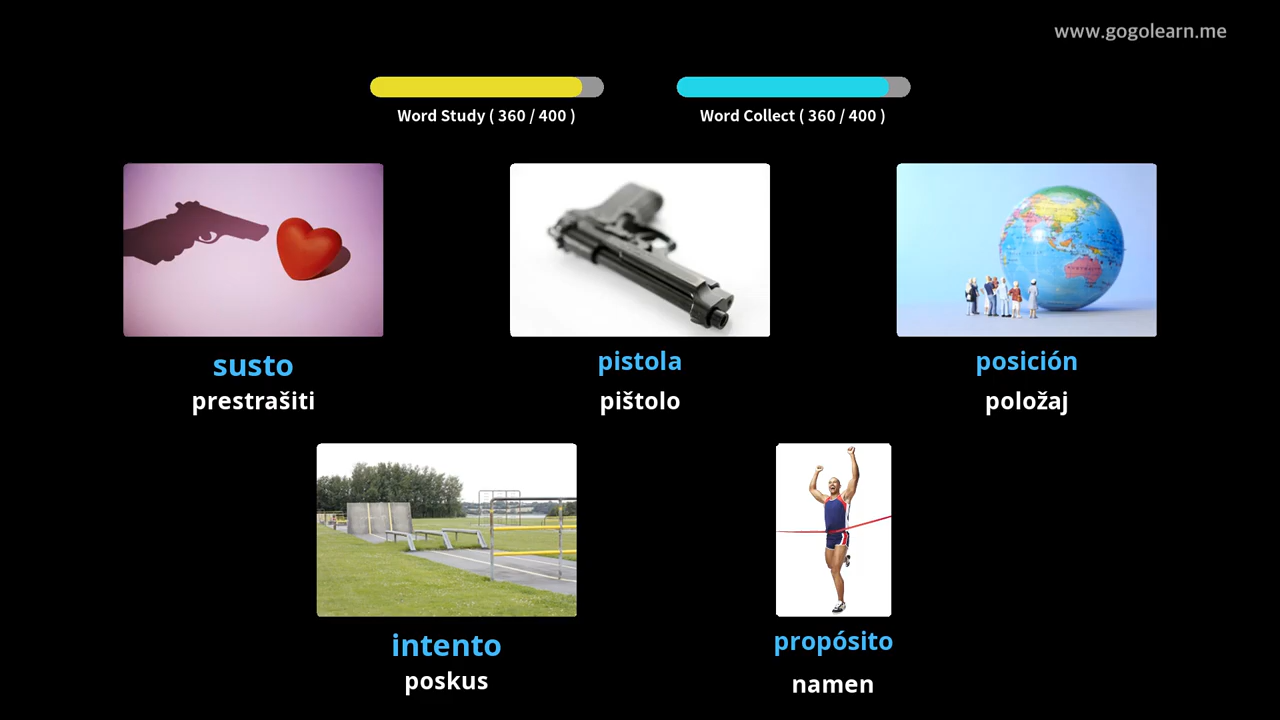 www.gogolearn.me
Word Study ( 360 / 400 )
Word Collect ( 360 / 400 )
susto
prestrašiti
pistola
pištolo
posición
položaj
intento
poskus
propósito
namen